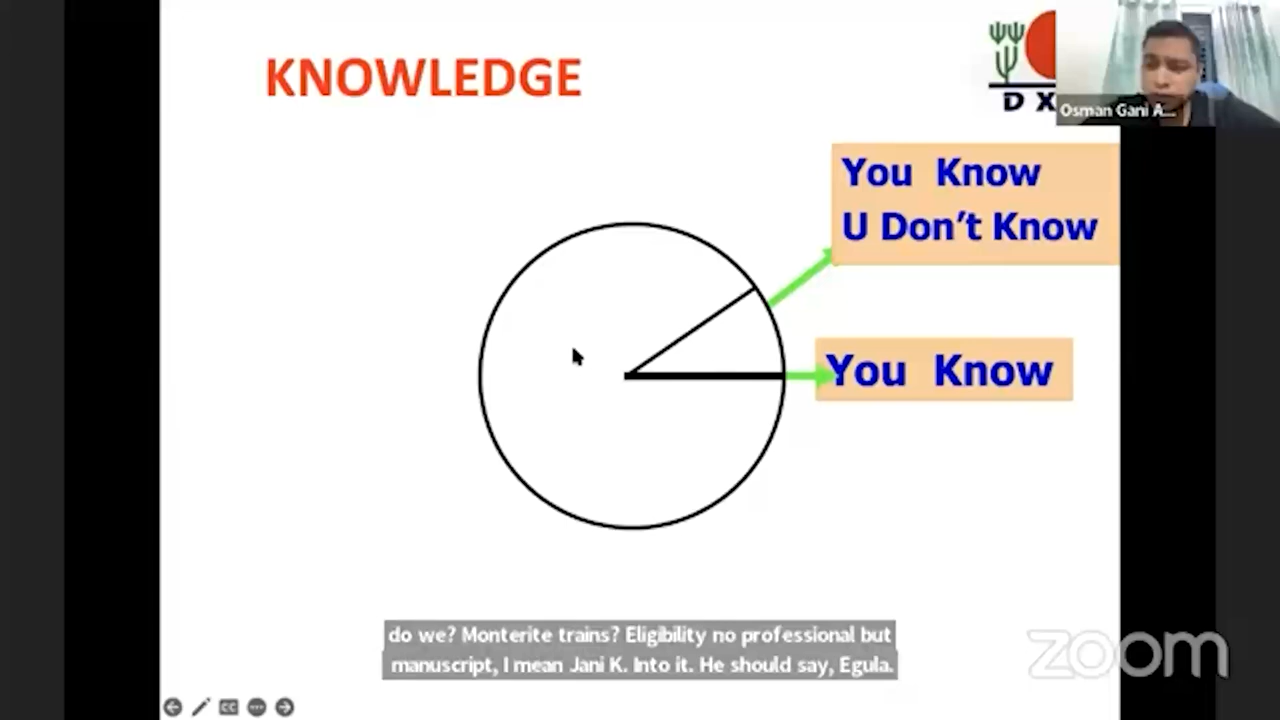 KNOWLEDGE
D X
Osman Gani A...
You Know
U Don't Know
You Know
do we? Monterite trains? Eligibility no professional but
manuscript, I mean Jani K. Into it. He should say, Egula.
CC
zoom